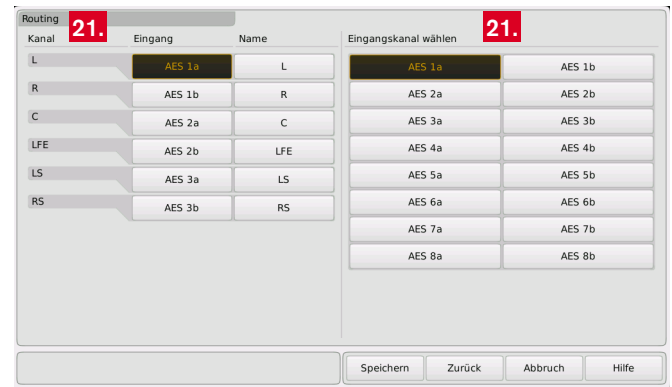 Routing
21. 21.
Kanal Eingang Name Eingangskanal wählen
L AES 1a L AES 1a AES 1b
R AES 1b R AES 2a AES 2b
C AES 2a C AES 3a AES 3b
LFE AES 2b LFE AES 4a AES 4b
LS AES 3a LS AES 5a AES 5b
RS AES 3b RS AES 6a AES 6b
AES 7a AES 7b
AES 8a AES 8b
Speichern Zurück Abbruch Hilfe